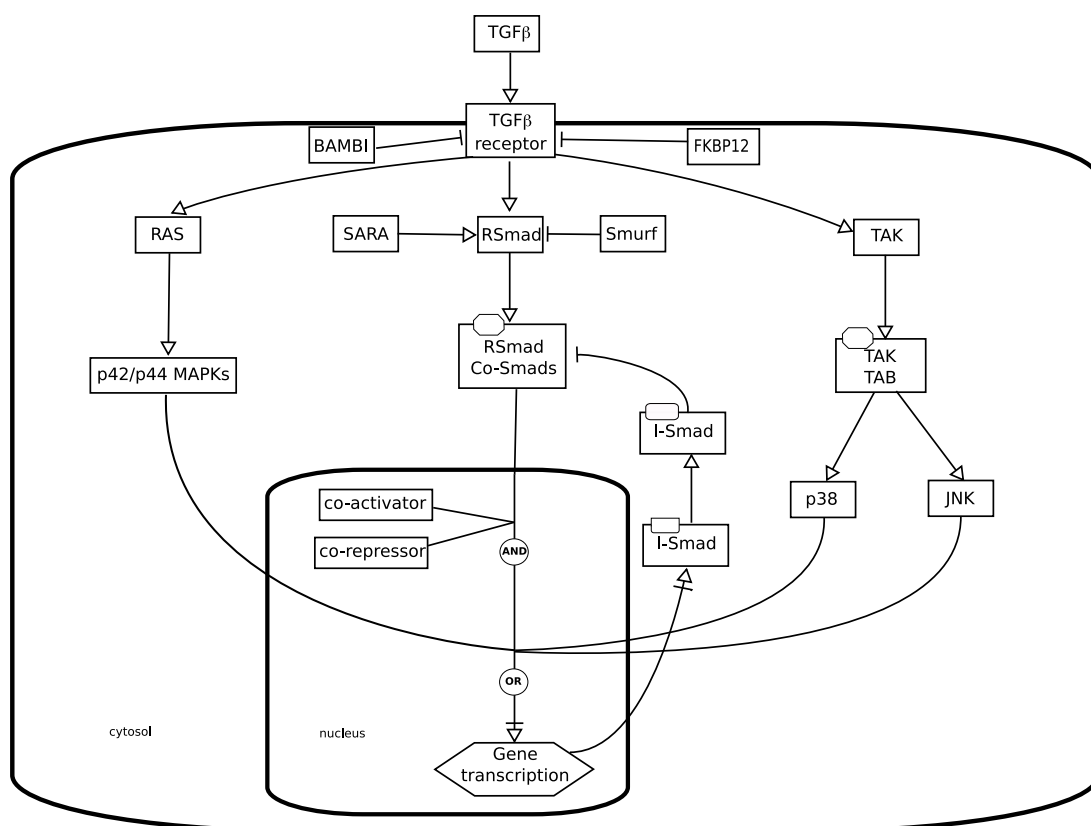 TGFβ
TGFβ
receptor
BAMBI
FKBP12
RAS
SARA
RSmad
Smurf
TAK
RSmad
Co-Smads
TAK
TAB
p42/p44 MAPKs
I-Smad
p38
JNK
co-activator
co-repressor
AND
I-Smad
OR
cytosol
nucleus
Gene
transcription